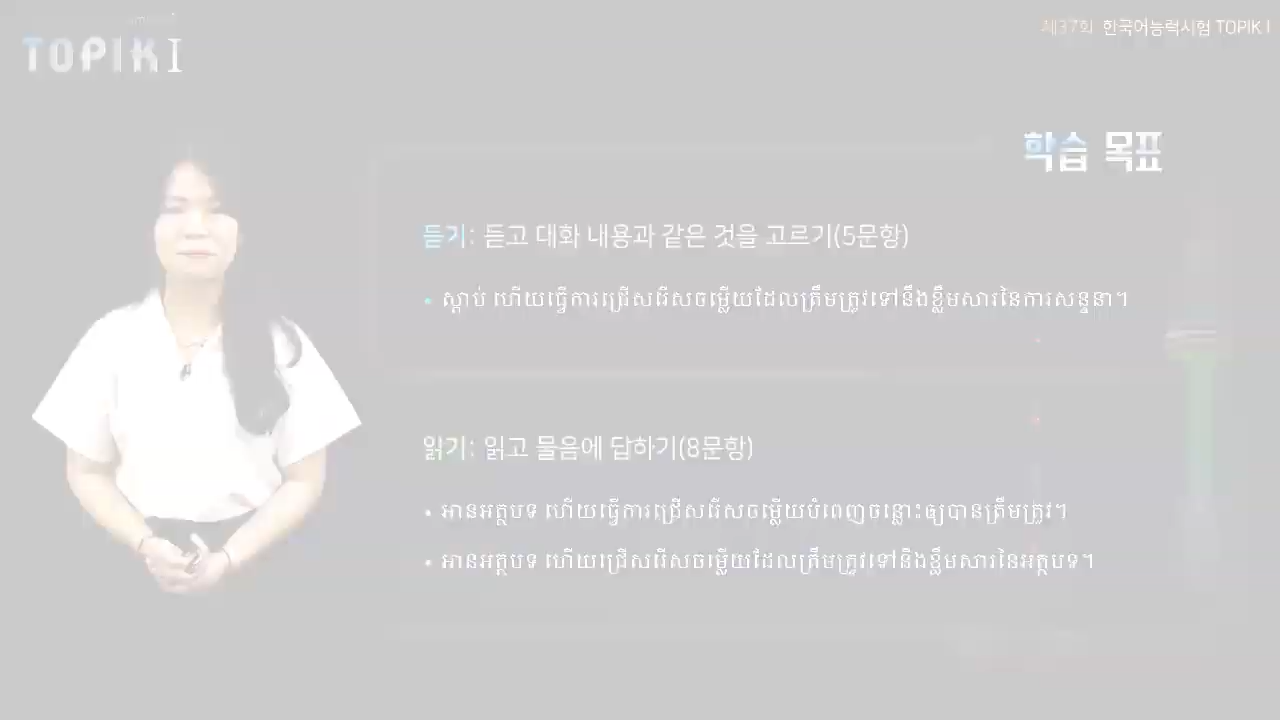 TOPIK I
제37회 한국어능력시험 TOPIK I
학습 목표
듣기: 듣고 대화 내용과 같은 것을 고르기(5문항)
• ស្តាប់ ហើយធ្វើការជ្រើសរើសចម្លើយដែលត្រឹមត្រូវទៅនឹងខ្លឹមសារនៃការសន្ទនា។
읽기: 읽고 물음에 답하기(8문항)
• អានអត្ថបទ ហើយធ្វើការជ្រើសរើសចម្លើយបំពេញចន្លោះឲ្យបានត្រឹមត្រូវ។
• អានអត្ថបទ ហើយជ្រើសរើសចម្លើយដែលត្រឹមត្រូវទៅនឹងខ្លឹមសារនៃអត្ថបទ។